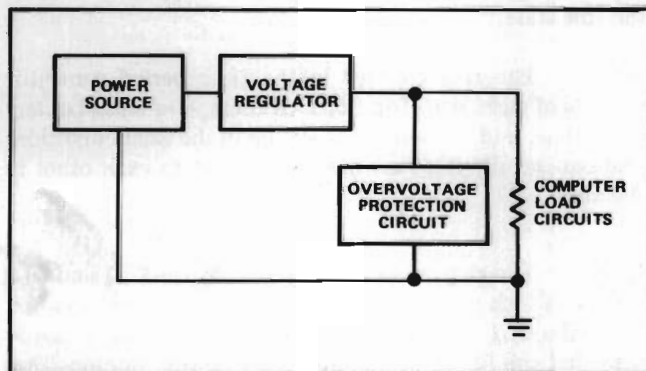 POWER
SOURCE
VOLTAGE
REGULATOR
OVERVOLTAGE
PROTECTION
CIRCUIT
COMPUTER
LOAD
CIRCUITS